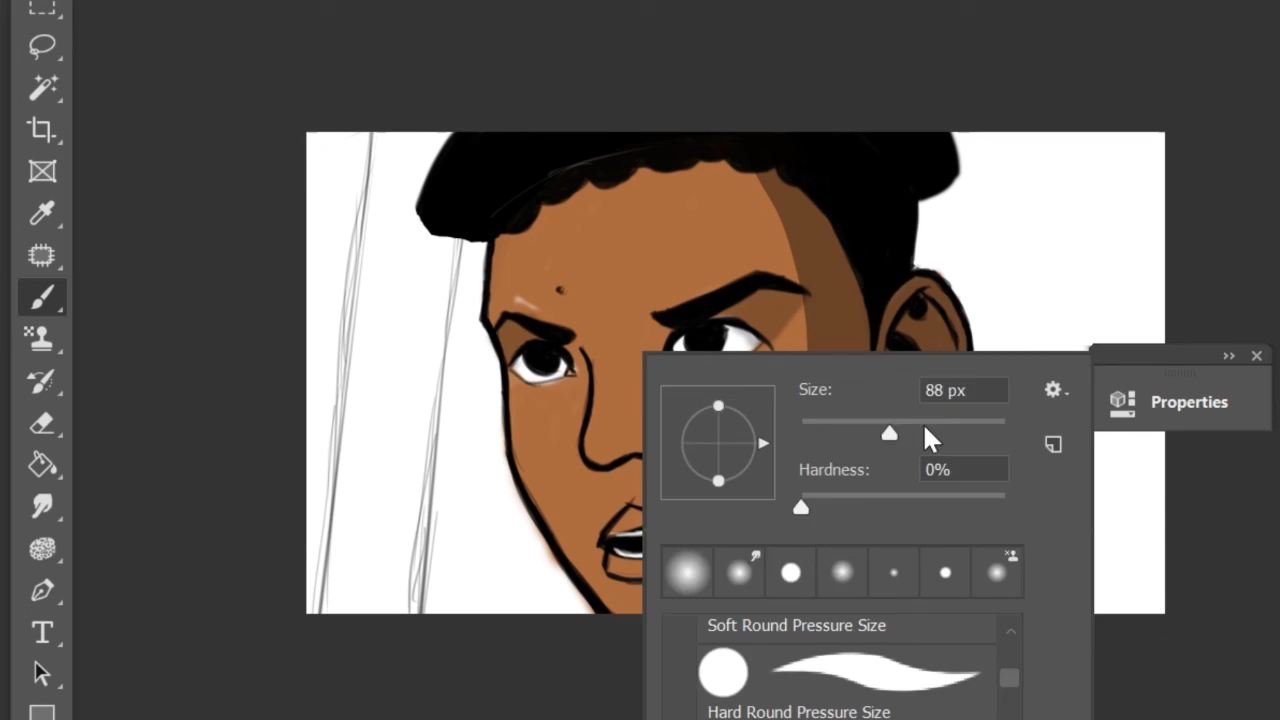 Size:
88 px
Hardness:
0%
Properties
Soft Round Pressure Size
Hard Round Pressure Size
T